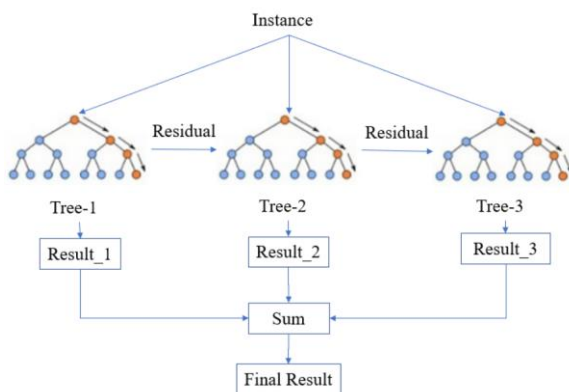 Instance
Residual
Residual
Tree-1
Tree-2
Tree-3
Result_1
Result_2
Result_3
Sum
Final Result